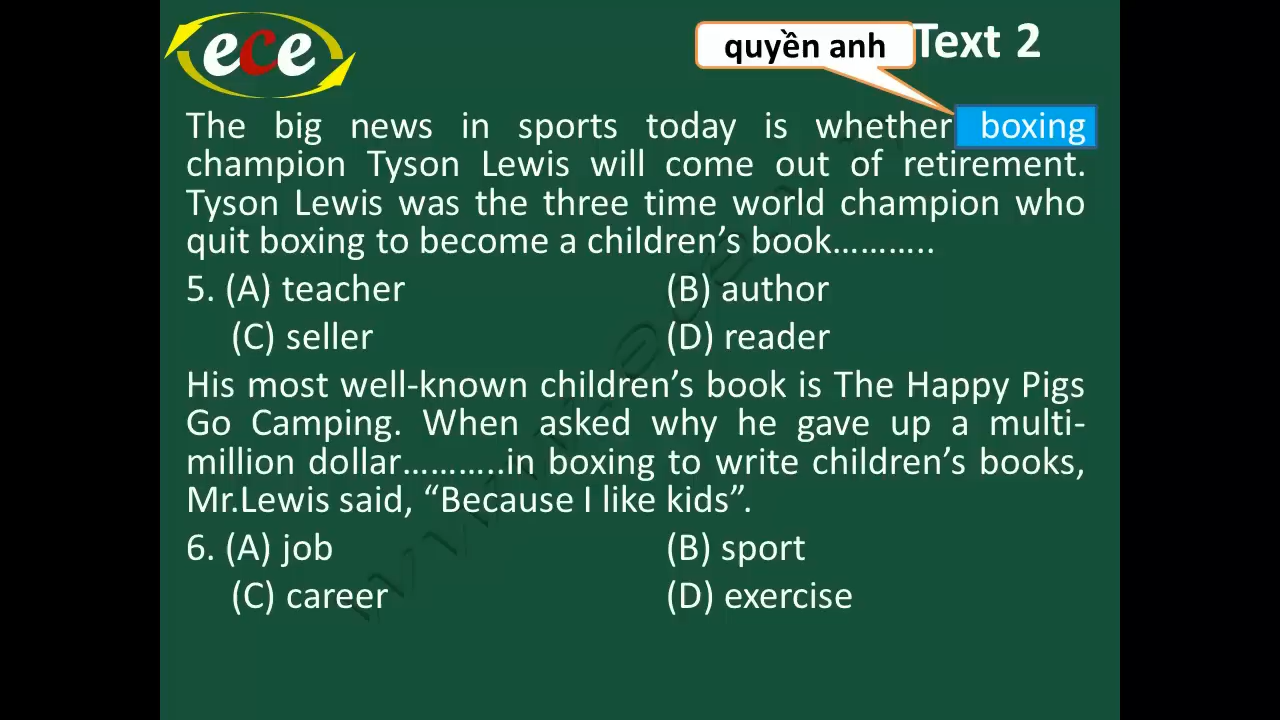 ece
quyền anh
Text 2
The big news in sports today is whether boxing
champion Tyson Lewis will come out of retirement.
Tyson Lewis was the three time world champion who
quit boxing to become a children’s book………..
5. (A) teacher (B) author
(C) seller (D) reader
His most well-known children’s book is The Happy Pigs
Go Camping. When asked why he gave up a multi-
million dollar………..in boxing to write children’s books,
Mr.Lewis said, “Because I like kids”.
6. (A) job (B) sport
(C) career (D) exercise